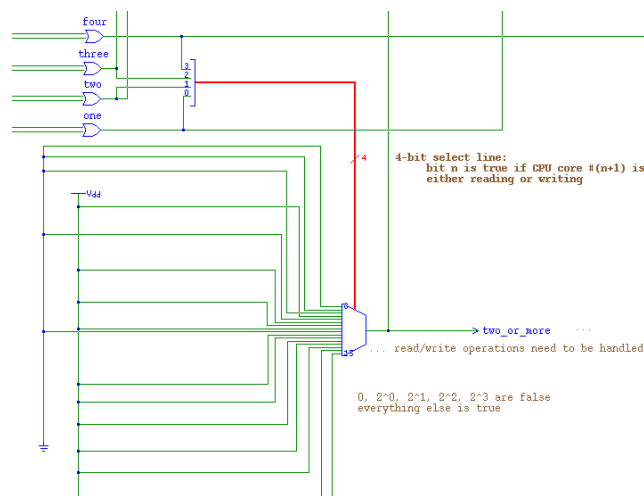 four
three
two
one
3
2
1
0
4
4-bit select line:
bit n is true if CPU core #(n+1) is
either reading or writing
Vdd
0
15
two_or_more ...
... read/write operations need to be handled
0, 2^0, 2^1, 2^2, 2^3 are false
everything else is true